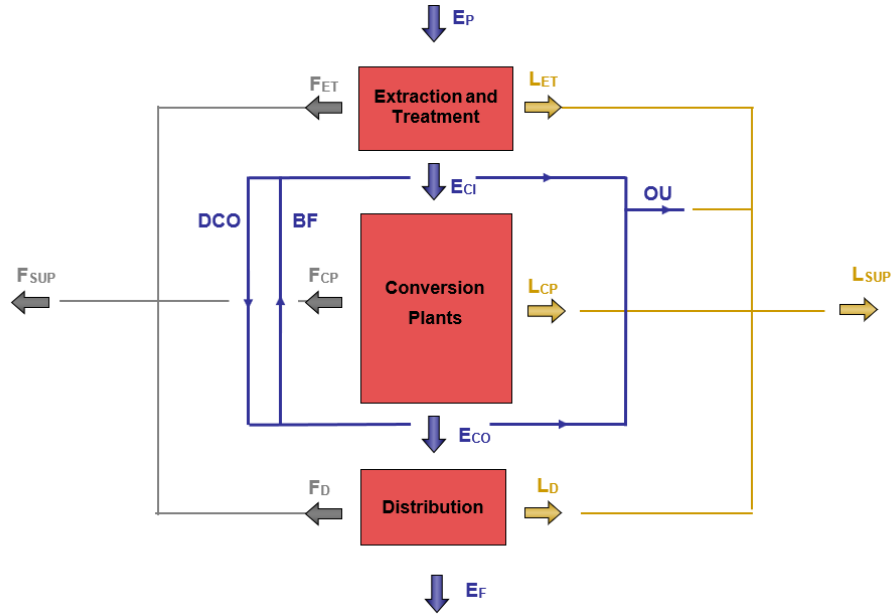 EP
FET
LET
Extraction and
Treatment
ECI
OU
DCO
BF
FSUP
FCP
LCP
LSUP
Conversion
Plants
ECO
FD
LD
Distribution
EF